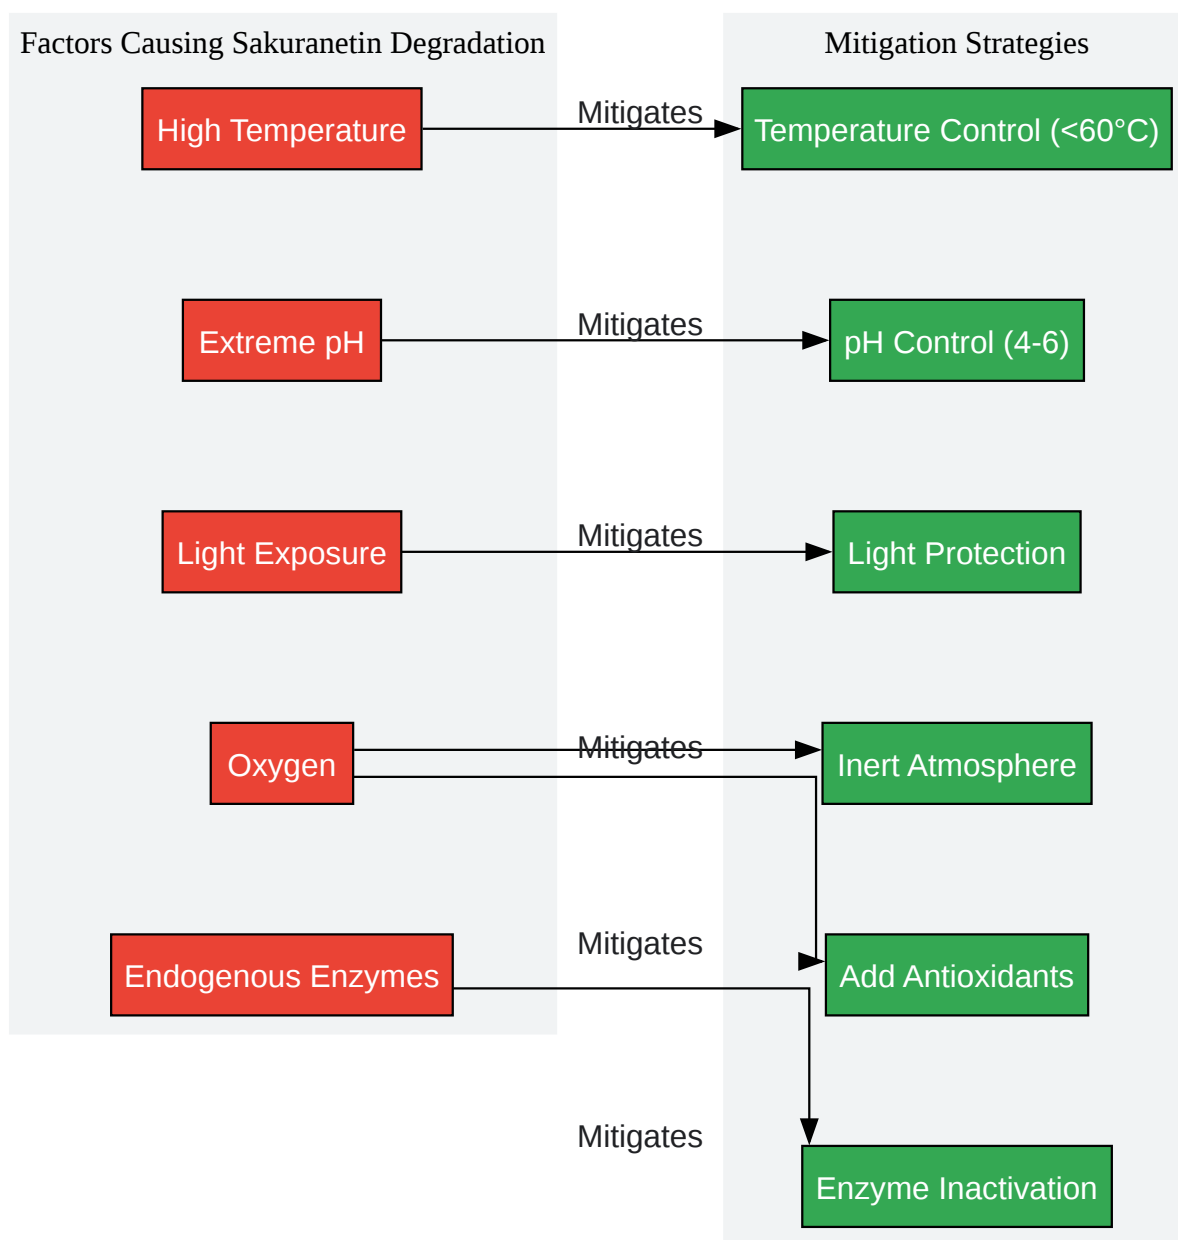 Factors Causing Sakuranetin Degradation
Mitigation Strategies
High Temperature
Mitigates
Temperature Control (<60°C)
Extreme pH
Mitigates
pH Control (4-6)
Light Exposure
Mitigates
Light Protection
Oxygen
Mitigates
Inert Atmosphere
Endogenous Enzymes
Mitigates
Add Antioxidants
Mitigates
Enzyme Inactivation